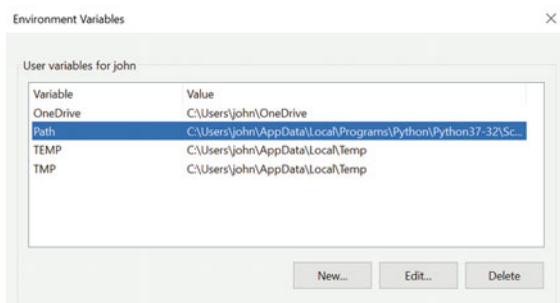 Environment Variables
User variables for john
Variable Value
OneDrive C:\Users\john\OneDrive
Path C:\Users\john\AppData\Local\Programs\Python\Python37-32\Sc...
TEMP C:\Users\john\AppData\Local\Temp
TMP C:\Users\john\AppData\Local\Temp
New... Edit... Delete